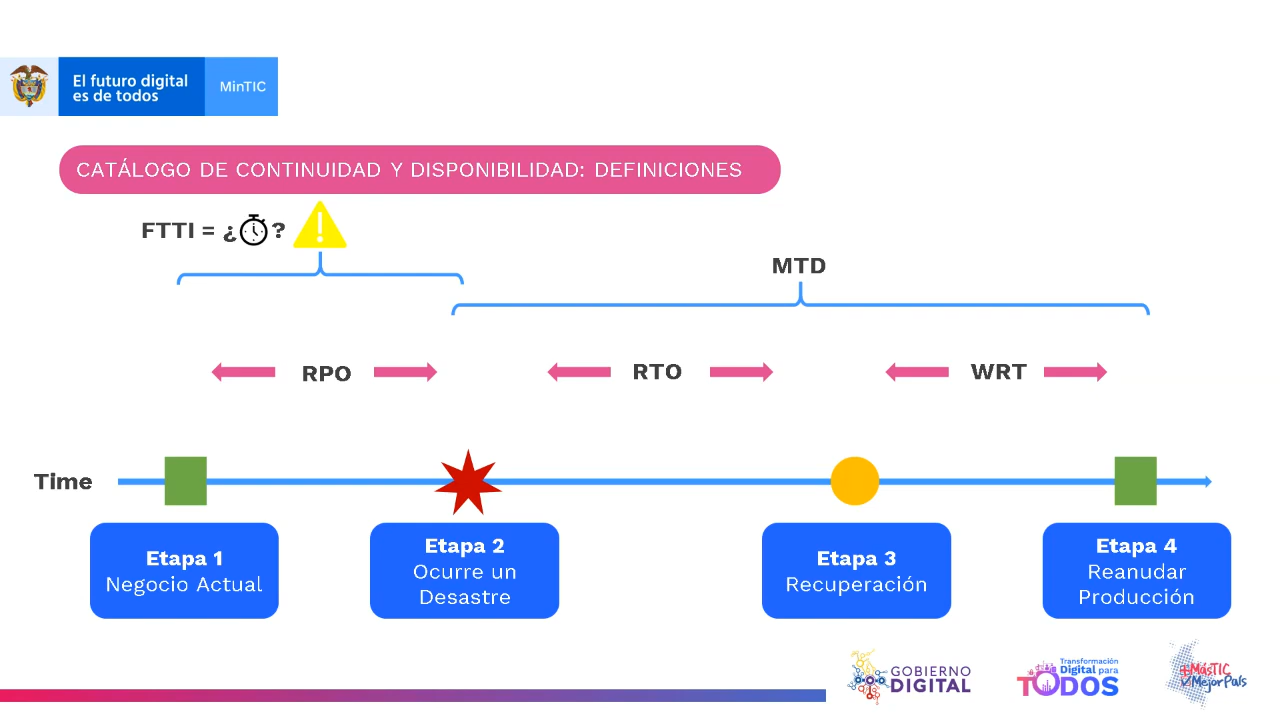 El futuro digital
es de todos
MinTIC
CATÁLOGO DE CONTINUIDAD Y DISPONIBILIDAD: DEFINICIONES
FTTI = ¿ ?
MTD
RPO
RTO
WRT
Time
Etapa 1
Negocio Actual
Etapa 2
Ocurre un
Desastre
Etapa 3
Recuperación
Etapa 4
Reanudar
Producción
GOBIERNO
DIGITAL
Transformación
Digital para
TODOS
+MásTIC
MejorPaís